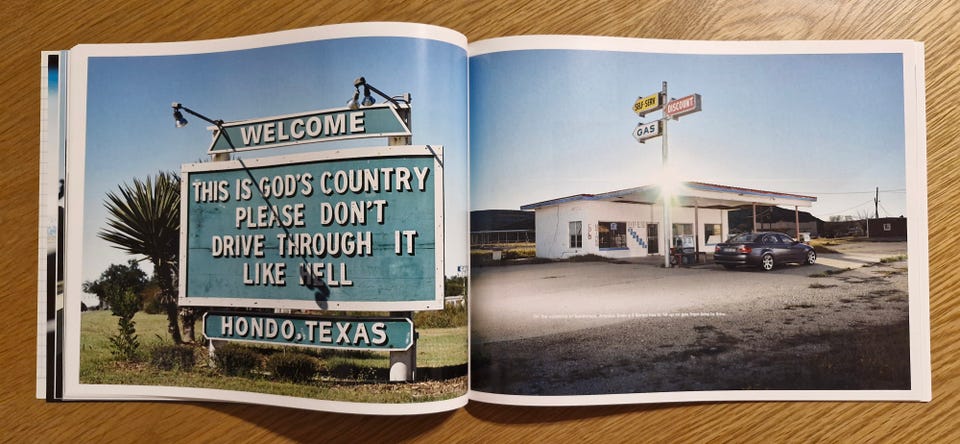 WELCOME
THIS IS GOD'S COUNTRY
PLEASE DON'T
DRIVE THROUGH IT
LIKE HELL
HONDO, TEXAS
SELF-SERV
DISCOUNT
GAS